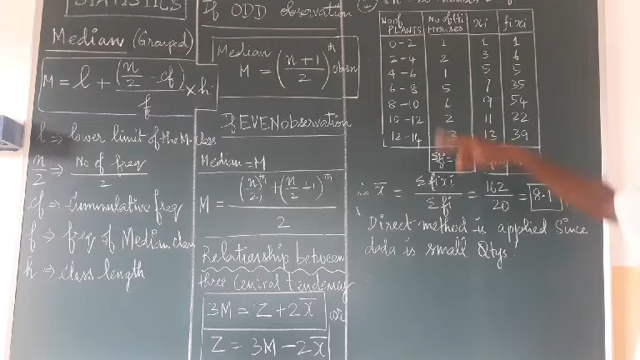 STATISTICS
Median (Grouped)
M = l + (n/2 - cf)/f × h
l ⇒ lower limit of the M. class
n/2 ⇒ No of freq/2
cf ⇒ Cummulative freq
f ⇒ freq of Median class
h ⇒ class length
If ODD observation
Median
M = (n+1/2)th obsn
If EVEN observation
Median = M
M = (n/2)th + (n/2 + 1)th / 2
Relationship between
three Central tendency
3M = Z + 2x̄ or
Z = 3M - 2x̄
No of PLANTS No of Houses xi fixi
0-2 1 1 1
2-4 2 3 6
4-6 1 5 5
6-8 5 7 35
8-10 6 9 54
10-12 2 11 22
12-14 3 13 39
Σfi =
∴ x̄ = Σfixi/Σfi = 162/20 = 8.1
Direct method is applied Since
data is small Qtys.